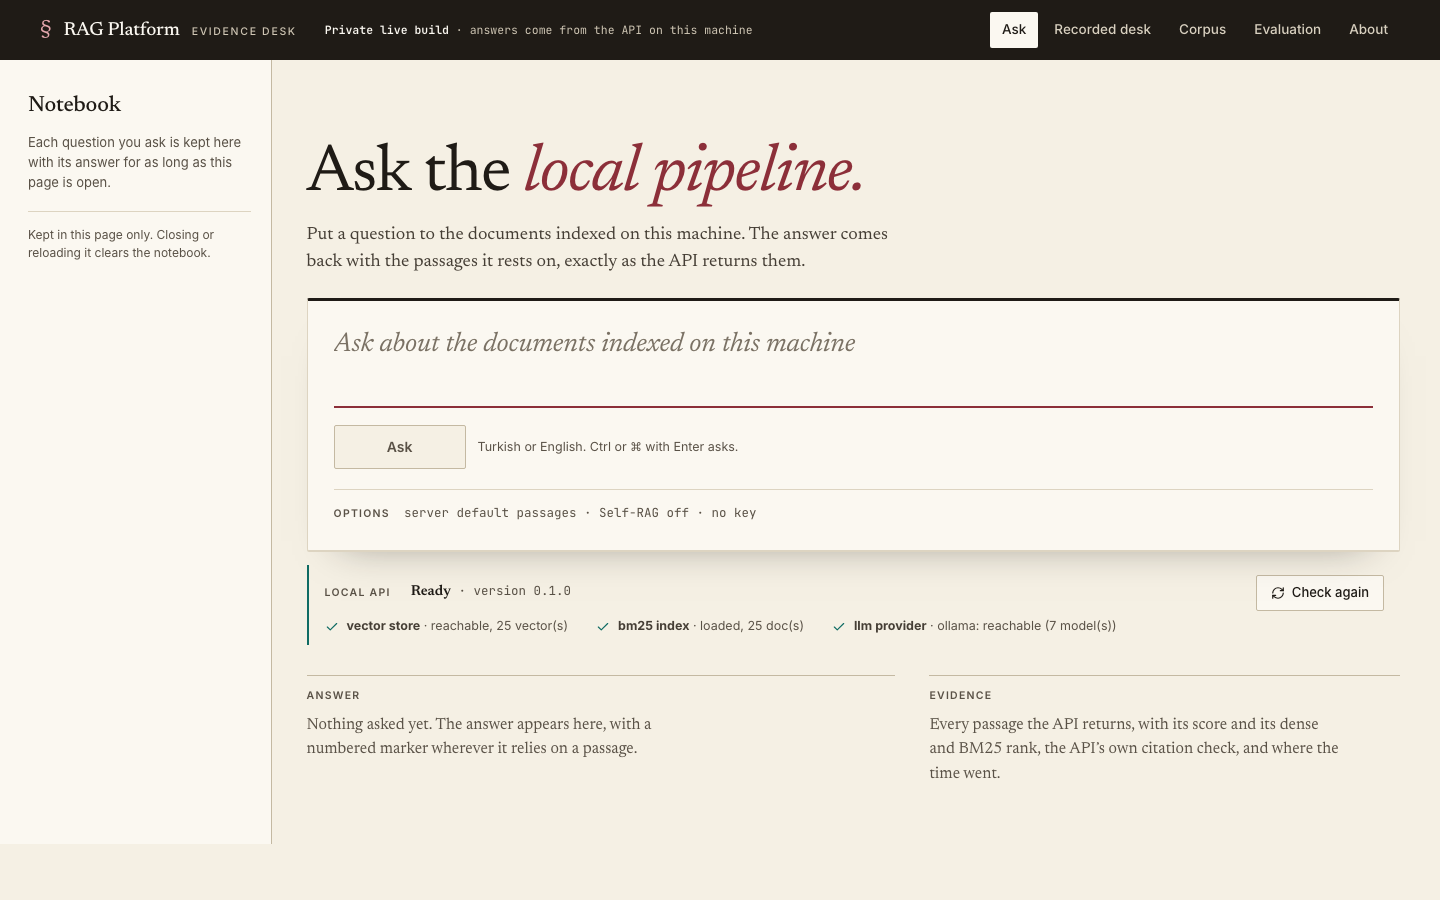 § RAG Platform EVIDENCE DESK
Private live build · answers come from the API on this machine
Ask Recorded desk Corpus Evaluation About
Notebook
Each question you ask is kept here
with its answer for as long as this
page is open.
Kept in this page only. Closing or
reloading it clears the notebook.
Ask the local pipeline.
Put a question to the documents indexed on this machine. The answer comes
back with the passages it rests on, exactly as the API returns them.
Ask about the documents indexed on this machine
Ask
Turkish or English. Ctrl or ⌘ with Enter asks.
OPTIONS server default passages · Self-RAG off · no key
LOCAL API Ready · version 0.1.0
Check again
vector store · reachable, 25 vector(s) bm25 index · loaded, 25 doc(s) llm provider · ollama: reachable (7 model(s))
ANSWER
Nothing asked yet. The answer appears here, with a
numbered marker wherever it relies on a passage.
EVIDENCE
Every passage the API returns, with its score and its dense
and BM25 rank, the API’s own citation check, and where the
time went.